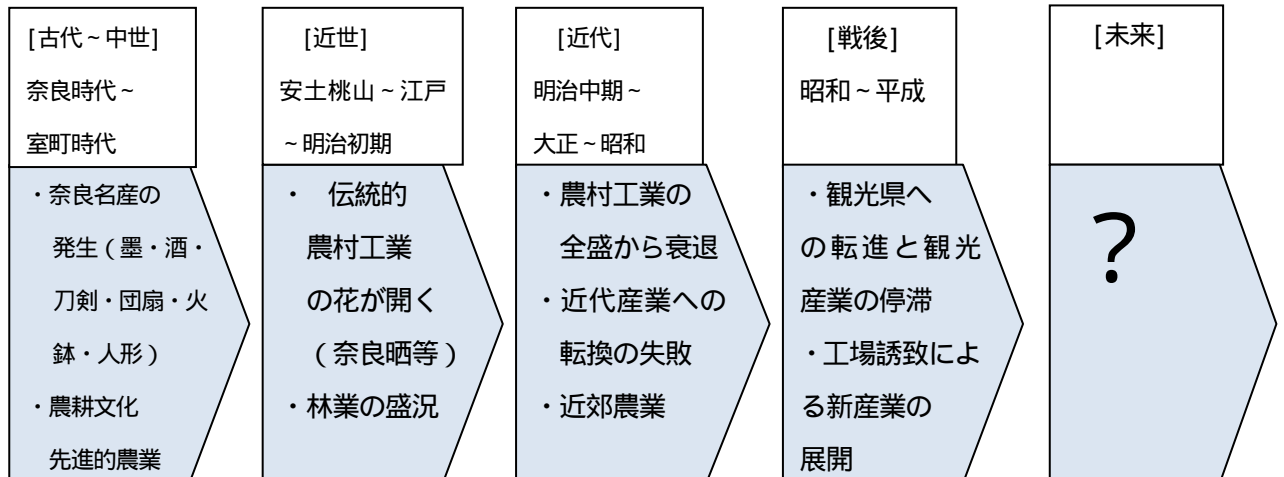 [古代~中世]
奈良時代~
室町時代
・奈良名産の
発生(墨・酒・
刀剣・団扇・火
鉢・人形)
・農耕文化
先進的農業
[近世]
安土桃山~江戸
~明治初期
・ 伝統的
農村工業
の花が開く
(奈良晒等)
・林業の盛況
[近代]
明治中期~
大正~昭和
・農村工業の
全盛から衰退
・近代産業への
転換の失敗
・近郊農業
[戦後]
昭和~平成
・観光県へ
の転進と観光
産業の停滞
・工場誘致によ
る新産業の
展開
[未来]
?